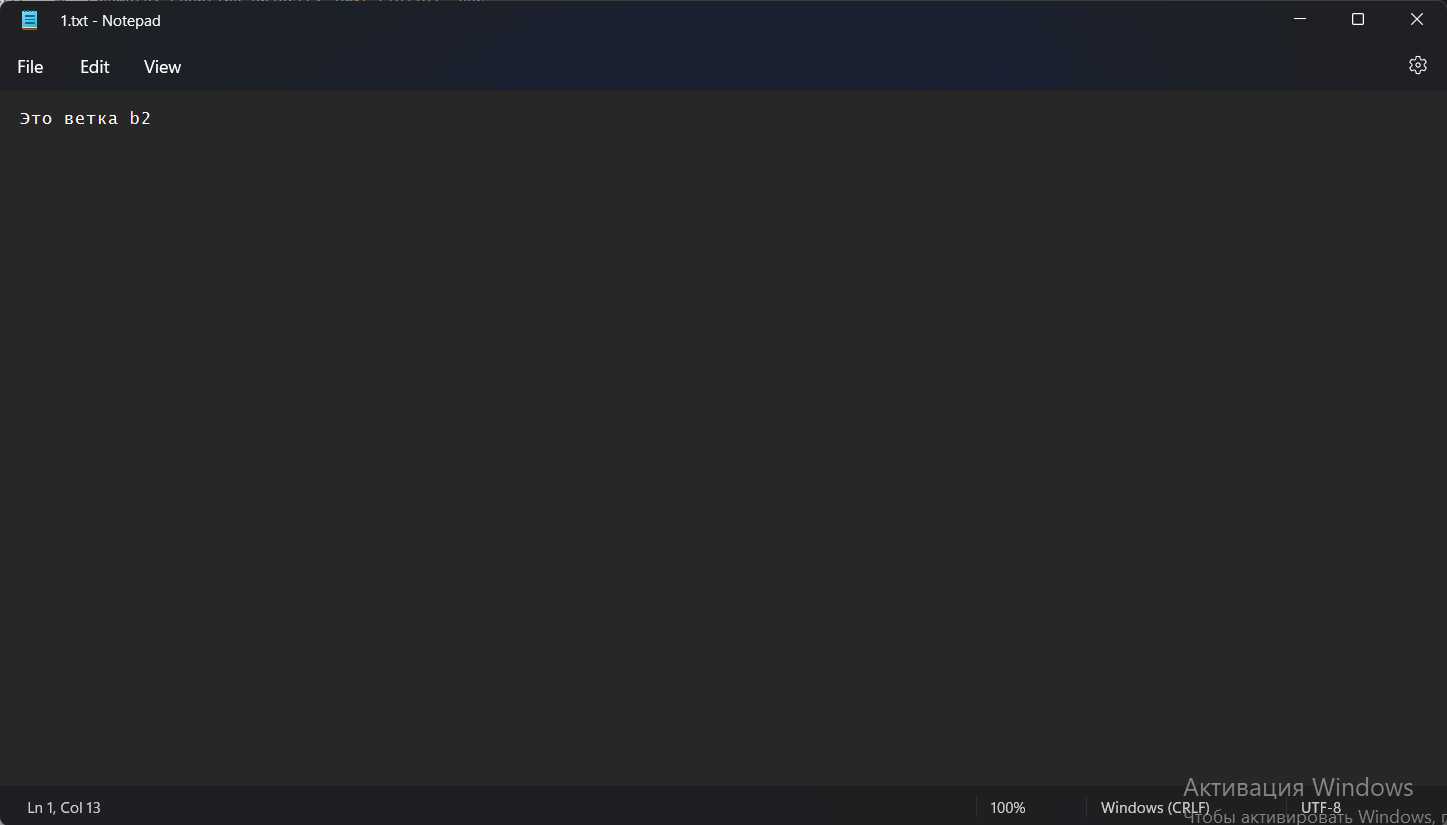 1.txt - Notepad
File Edit View
Это ветка b2
Активация Windows
Ln 1, Col 13 100% Windows (CRLF) UTF-8
Чтобы активировать Windows,